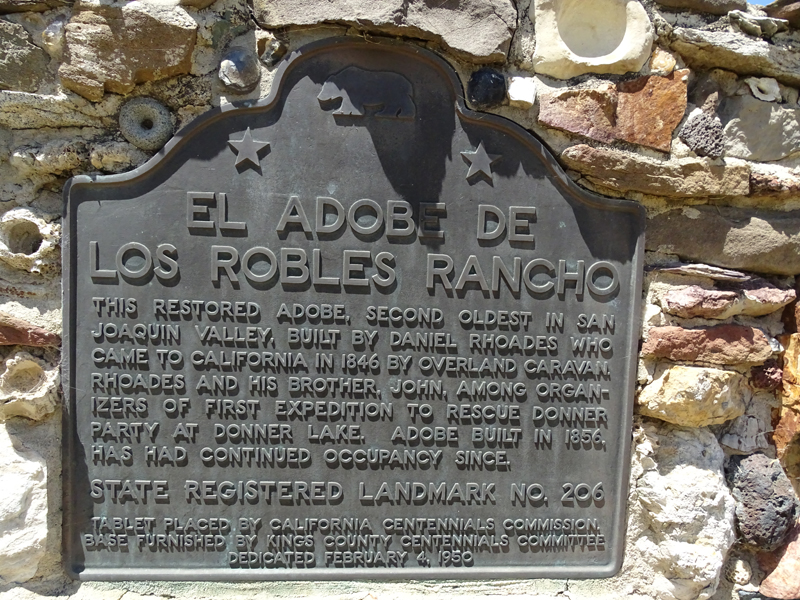 EL ADOBE DE
LOS ROBLES RANCHO
THIS RESTORED ADOBE, SECOND OLDEST IN SAN
JOAQUIN VALLEY, BUILT BY DANIEL RHOADES WHO
CAME TO CALIFORNIA IN 1846 BY OVERLAND CARAVAN.
RHOADES AND HIS BROTHER, JOHN, AMONG ORGAN-
IZERS OF FIRST EXPEDITION TO RESCUE DONNER
PARTY AT DONNER LAKE. ADOBE BUILT IN 1856,
HAS HAD CONTINUED OCCUPANCY SINCE.
STATE REGISTERED LANDMARK NO. 206
TABLET PLACED BY CALIFORNIA CENTENNIALS COMMISSION.
BASE FURNISHED BY KINGS COUNTY CENTENNIALS COMMITTEE
DEDICATED FEBRUARY 4, 1950